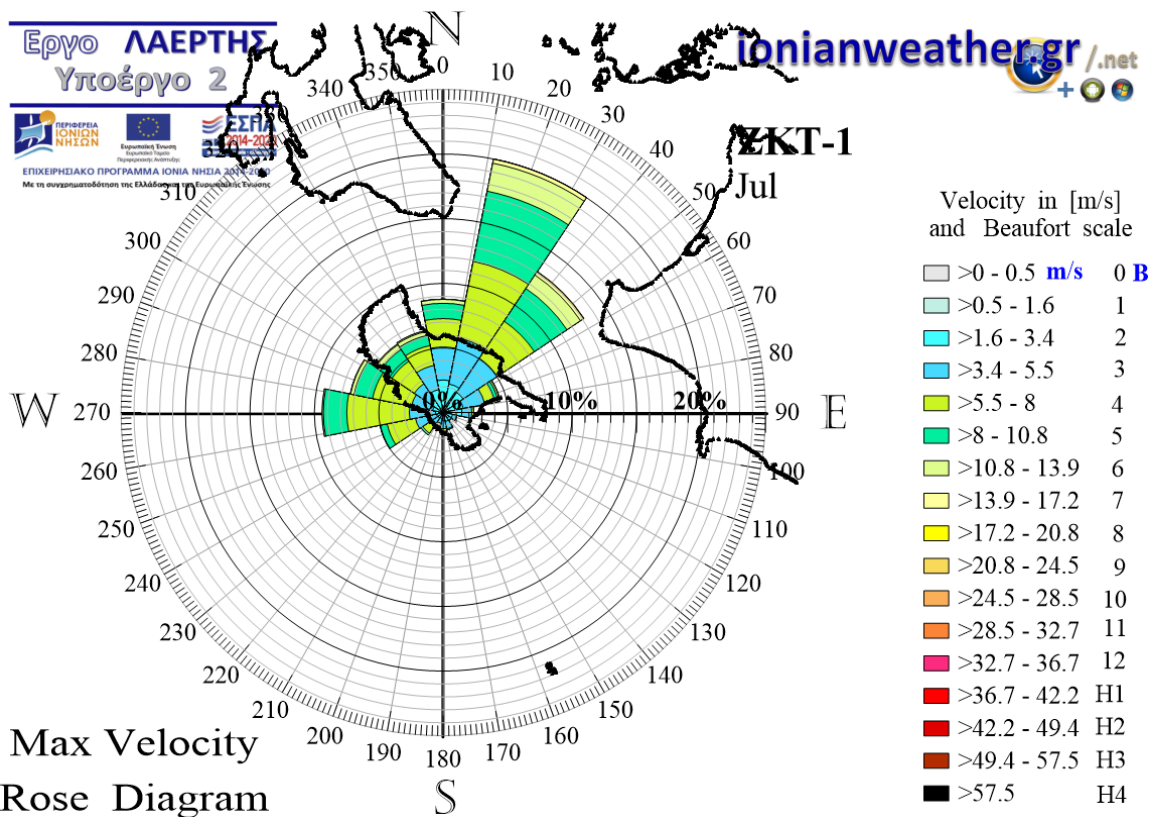 Εργο ΛΑΕΡΤΗΣ
Υποέργο 2
ΠΕΡΙΦΕΡΕΙΑ
ΙΟΝΙΩΝ
ΝΗΣΩΝ
Ευρωπαϊκή Ένωση
Ευρωπαϊκό Ταμείο
Περιφερειακής Ανάπτυξης
ΕΣΠΑ
2014-2020
ΕΠΙΧΕΙΡΗΣΙΑΚΟ ΠΡΟΓΡΑΜΜΑ ΙΟΝΙΑ ΝΗΣΙΑ 2014-2020
Με τη συγχρηματοδότηση της Ελλάδας και της Ευρωπαϊκής Ένωσης
ionianweather.gr /.net
ZKT-1
Jul
N
0
10
20
30
40
50
60
70
80
90 E
100
110
120
130
140
150
160
170
180
S
190
200
210
220
230
240
250
260
W 270
280
290
300
310
320
330
340
350
0%
10%
20%
Velocity in [m/s]
and Beaufort scale
>0 - 0.5 m/s 0 B
>0.5 - 1.6 1
>1.6 - 3.4 2
>3.4 - 5.5 3
>5.5 - 8 4
>8 - 10.8 5
>10.8 - 13.9 6
>13.9 - 17.2 7
>17.2 - 20.8 8
>20.8 - 24.5 9
>24.5 - 28.5 10
>28.5 - 32.7 11
>32.7 - 36.7 12
>36.7 - 42.2 H1
>42.2 - 49.4 H2
>49.4 - 57.5 H3
>57.5 H4
Max Velocity
Rose Diagram